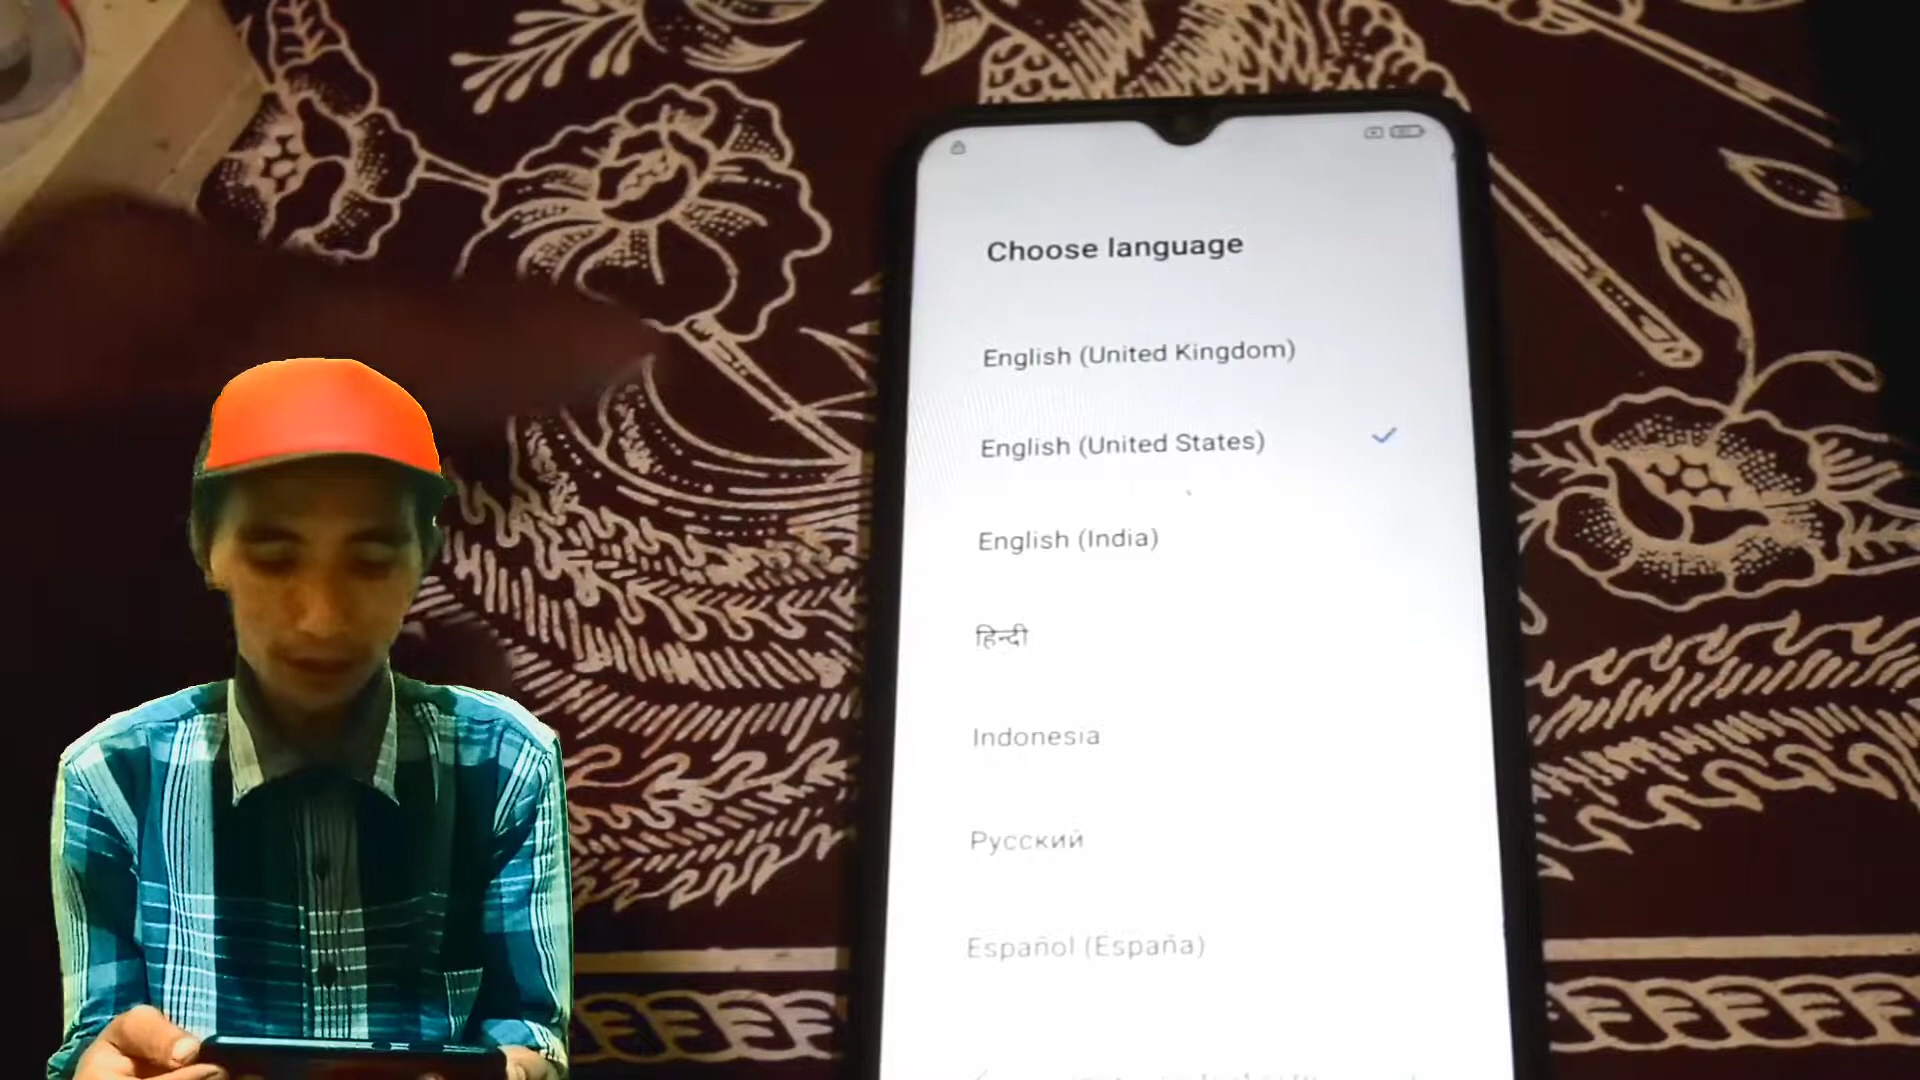 Choose language
English (United Kingdom)
English (United States)
English (India)
हिन्दी
Indonesia
Русский
Español (España)